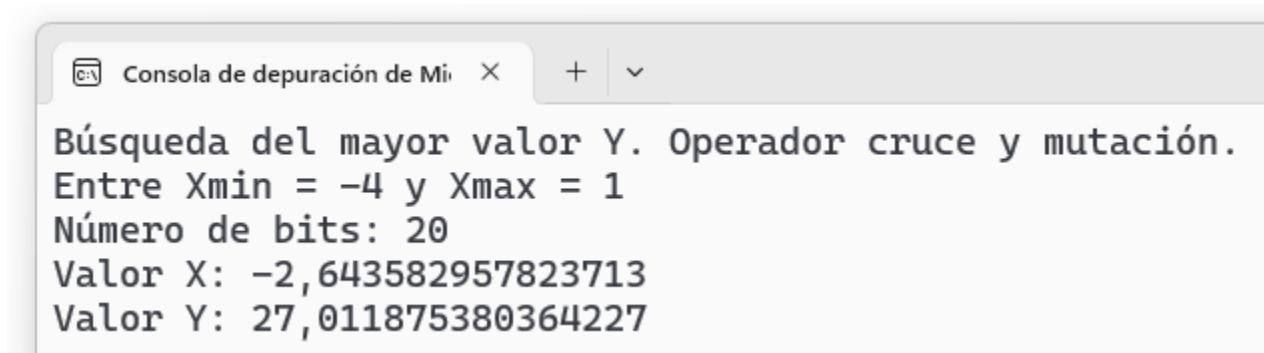 Consola de depuración de Mi
Búsqueda del mayor valor Y. Operador cruce y mutación.
Entre Xmin = -4 y Xmax = 1
Número de bits: 20
Valor X: -2,643582957823713
Valor Y: 27,011875380364227